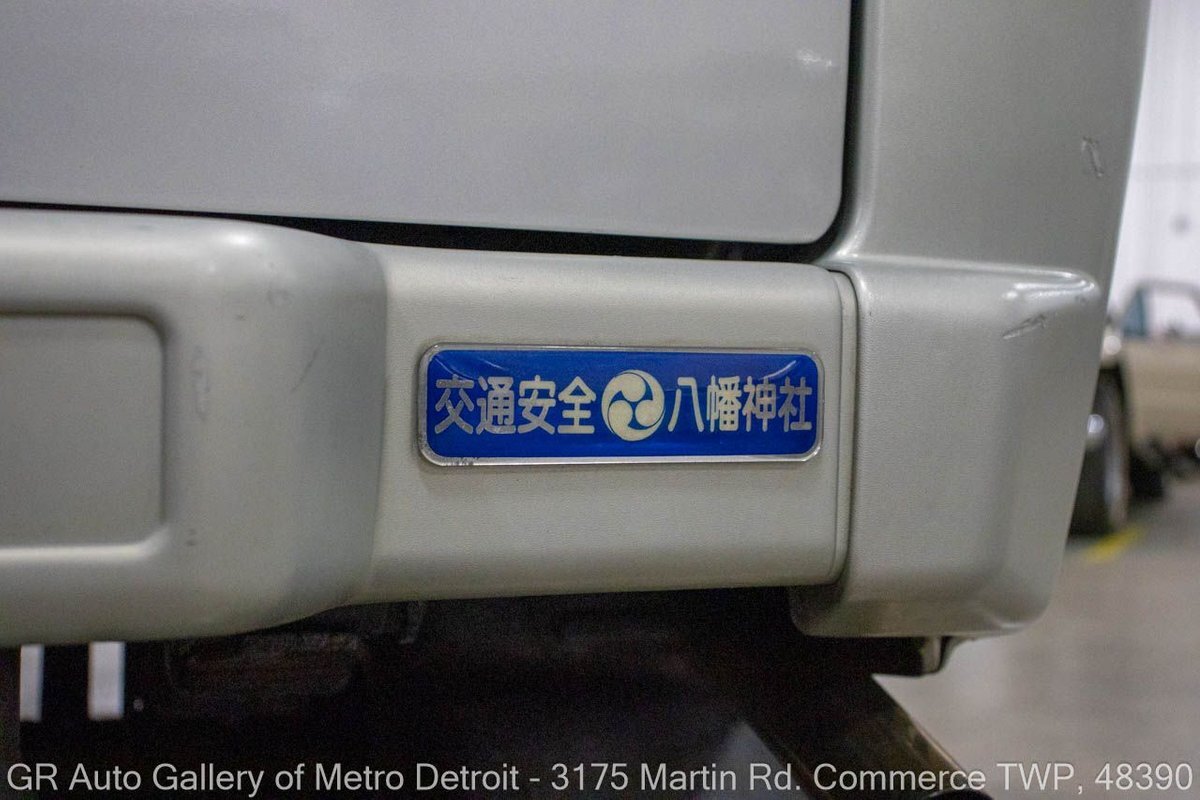 交通安全 八幡神社
GR Auto Gallery of Metro Detroit - 3175 Martin Rd. Commerce TWP, 48390